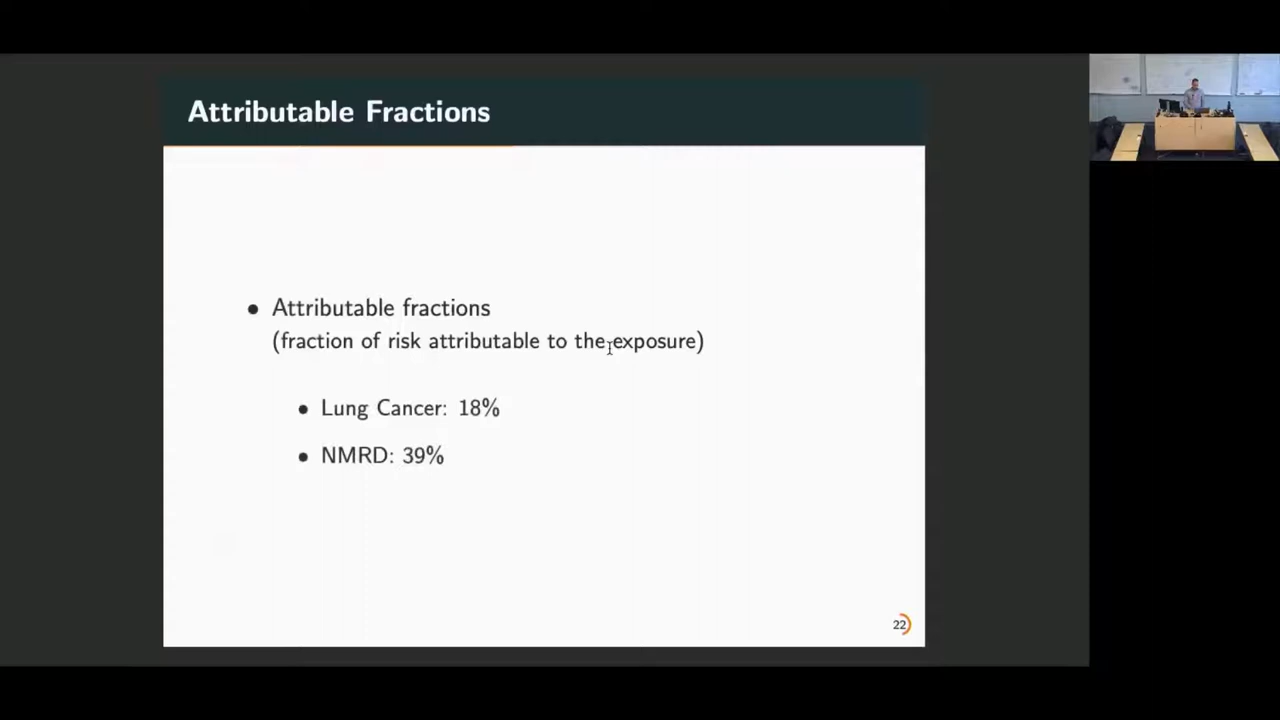 Attributable Fractions
• Attributable fractions
(fraction of risk attributable to the exposure)
• Lung Cancer: 18%
• NMRD: 39%
22